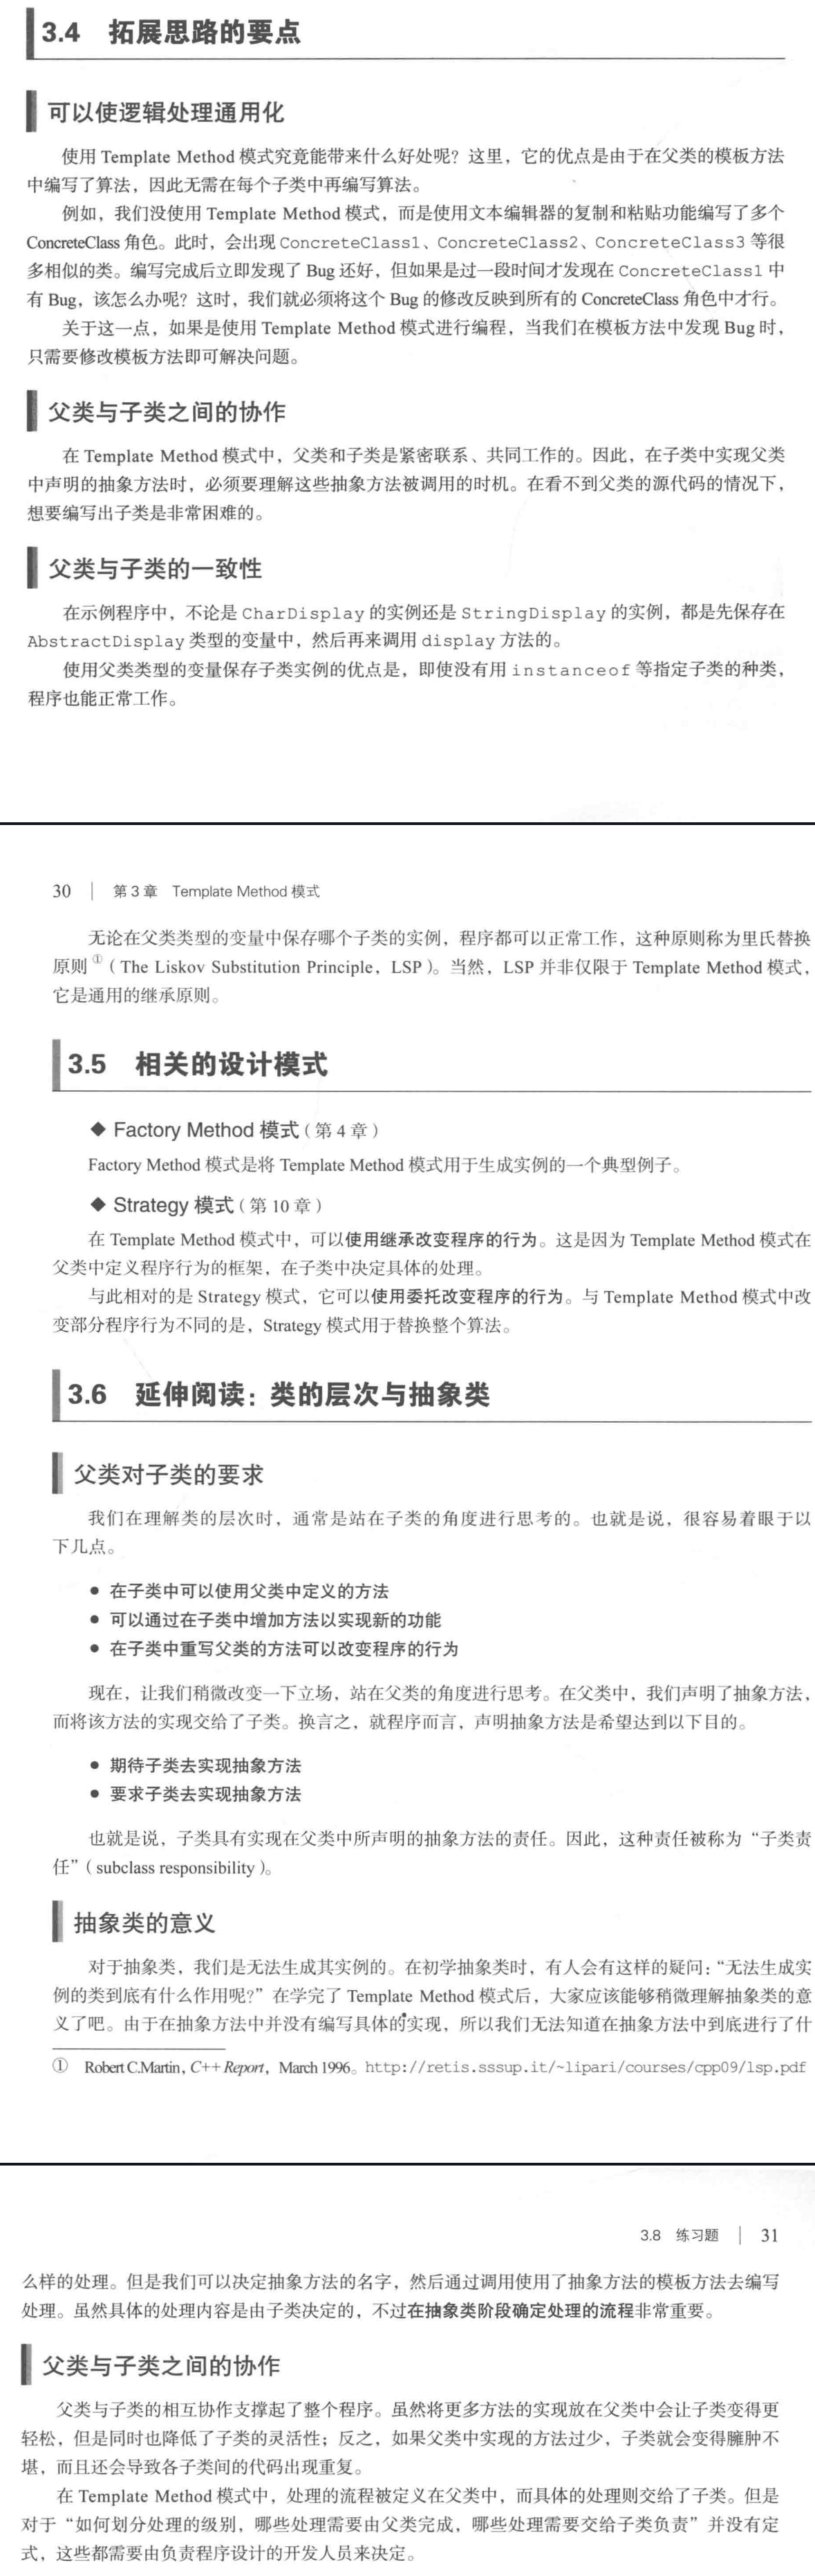 3.4 拓展思路的要点
可以使逻辑处理通用化
使用 Template Method 模式究竟能带来什么好处呢？这里，它的优点是由于在父类的模板方法
中编写了算法，因此无需在每个子类中再编写算法。
例如，我们没使用 Template Method 模式，而是使用文本编辑器的复制和粘贴功能编写了多个
ConcreteClass 角色。此时，会出现 ConcreteClass1、ConcreteClass2、ConcreteClass3 等很
多相似的类。编写完成后立即发现了 Bug 还好，但如果是过一段时间才发现在 ConcreteClass1 中
有 Bug，该怎么办呢？这时，我们就必须将这个 Bug 的修改反映到所有的 ConcreteClass 角色中才行。
关于这一点，如果是使用 Template Method 模式进行编程，当我们在模板方法中发现 Bug 时，
只需要修改模板方法即可解决问题。
父类与子类之间的协作
在 Template Method 模式中，父类和子类是紧密联系、共同工作的。因此，在子类中实现父类
中声明的抽象方法时，必须要理解这些抽象方法被调用的时机。在看不到父类的源代码的情况下，
想要编写出子类是非常困难的。
父类与子类的一致性
在示例程序中，不论是 CharDisplay 的实例还是 StringDisplay 的实例，都是先保存在
AbstractDisplay 类型的变量中，然后再来调用 display 方法的。
使用父类类型的变量保存子类实例的优点是，即使没有用 instanceof 等指定子类的种类，
程序也能正常工作。
30 | 第 3 章 Template Method 模式
无论在父类类型的变量中保存哪个子类的实例，程序都可以正常工作，这种原则称为里氏替换
原则①（The Liskov Substitution Principle，LSP）。当然，LSP 并非仅限于 Template Method 模式，
它是通用的继承原则。
3.5 相关的设计模式
◆ Factory Method 模式（第 4 章）
Factory Method 模式是将 Template Method 模式用于生成实例的一个典型例子。
◆ Strategy 模式（第 10 章）
在 Template Method 模式中，可以使用继承改变程序的行为。这是因为 Template Method 模式在
父类中定义程序行为的框架，在子类中决定具体的处理。
与此相对的是 Strategy 模式，它可以使用委托改变程序的行为。与 Template Method 模式中改
变部分程序行为不同的是，Strategy 模式用于替换整个算法。
3.6 延伸阅读：类的层次与抽象类
父类对子类的要求
我们在理解类的层次时，通常是站在子类的角度进行思考的。也就是说，很容易着眼于以
下几点。
● 在子类中可以使用父类中定义的方法
● 可以通过在子类中增加方法以实现新的功能
● 在子类中重写父类的方法可以改变程序的行为
现在，让我们稍微改变一下立场，站在父类的角度进行思考。在父类中，我们声明了抽象方法，
而将该方法的实现交给了子类。换言之，就程序而言，声明抽象方法是希望达到以下目的。
● 期待子类去实现抽象方法
● 要求子类去实现抽象方法
也就是说，子类具有实现在父类中所声明的抽象方法的责任。因此，这种责任被称为“子类责
任”（subclass responsibility）。
抽象类的意义
对于抽象类，我们是无法生成其实例的。在初学抽象类时，有人会有这样的疑问：“无法生成实
例的类到底有什么作用呢？”在学完了 Template Method 模式后，大家应该能够稍微理解抽象类的意
义了吧。由于在抽象方法中并没有编写具体的实现，所以我们无法知道在抽象方法中到底进行了什
① Robert C.Martin，C++ Report，March 1996。http://retis.sssup.it/~lipari/courses/cpp09/lsp.pdf
3.8 练习题 | 31
么样的处理。但是我们可以决定抽象方法的名字，然后通过调用使用了抽象方法的模板方法去编写
处理。虽然具体的处理内容是由子类决定的，不过在抽象类阶段确定处理的流程非常重要。
父类与子类之间的协作
父类与子类的相互协作支撑起了整个程序。虽然将更多方法的实现放在父类中会让子类变得更
轻松，但是同时也降低了子类的灵活性；反之，如果父类中实现的方法过少，子类就会变得臃肿不
堪，而且还会导致各子类间的代码出现重复。
在 Template Method 模式中，处理的流程被定义在父类中，而具体的处理则交给了子类。但是
对于“如何划分处理的级别，哪些处理需要由父类完成，哪些处理需要交给子类负责”并没有定
式，这些都需要由负责程序设计的开发人员来决定。